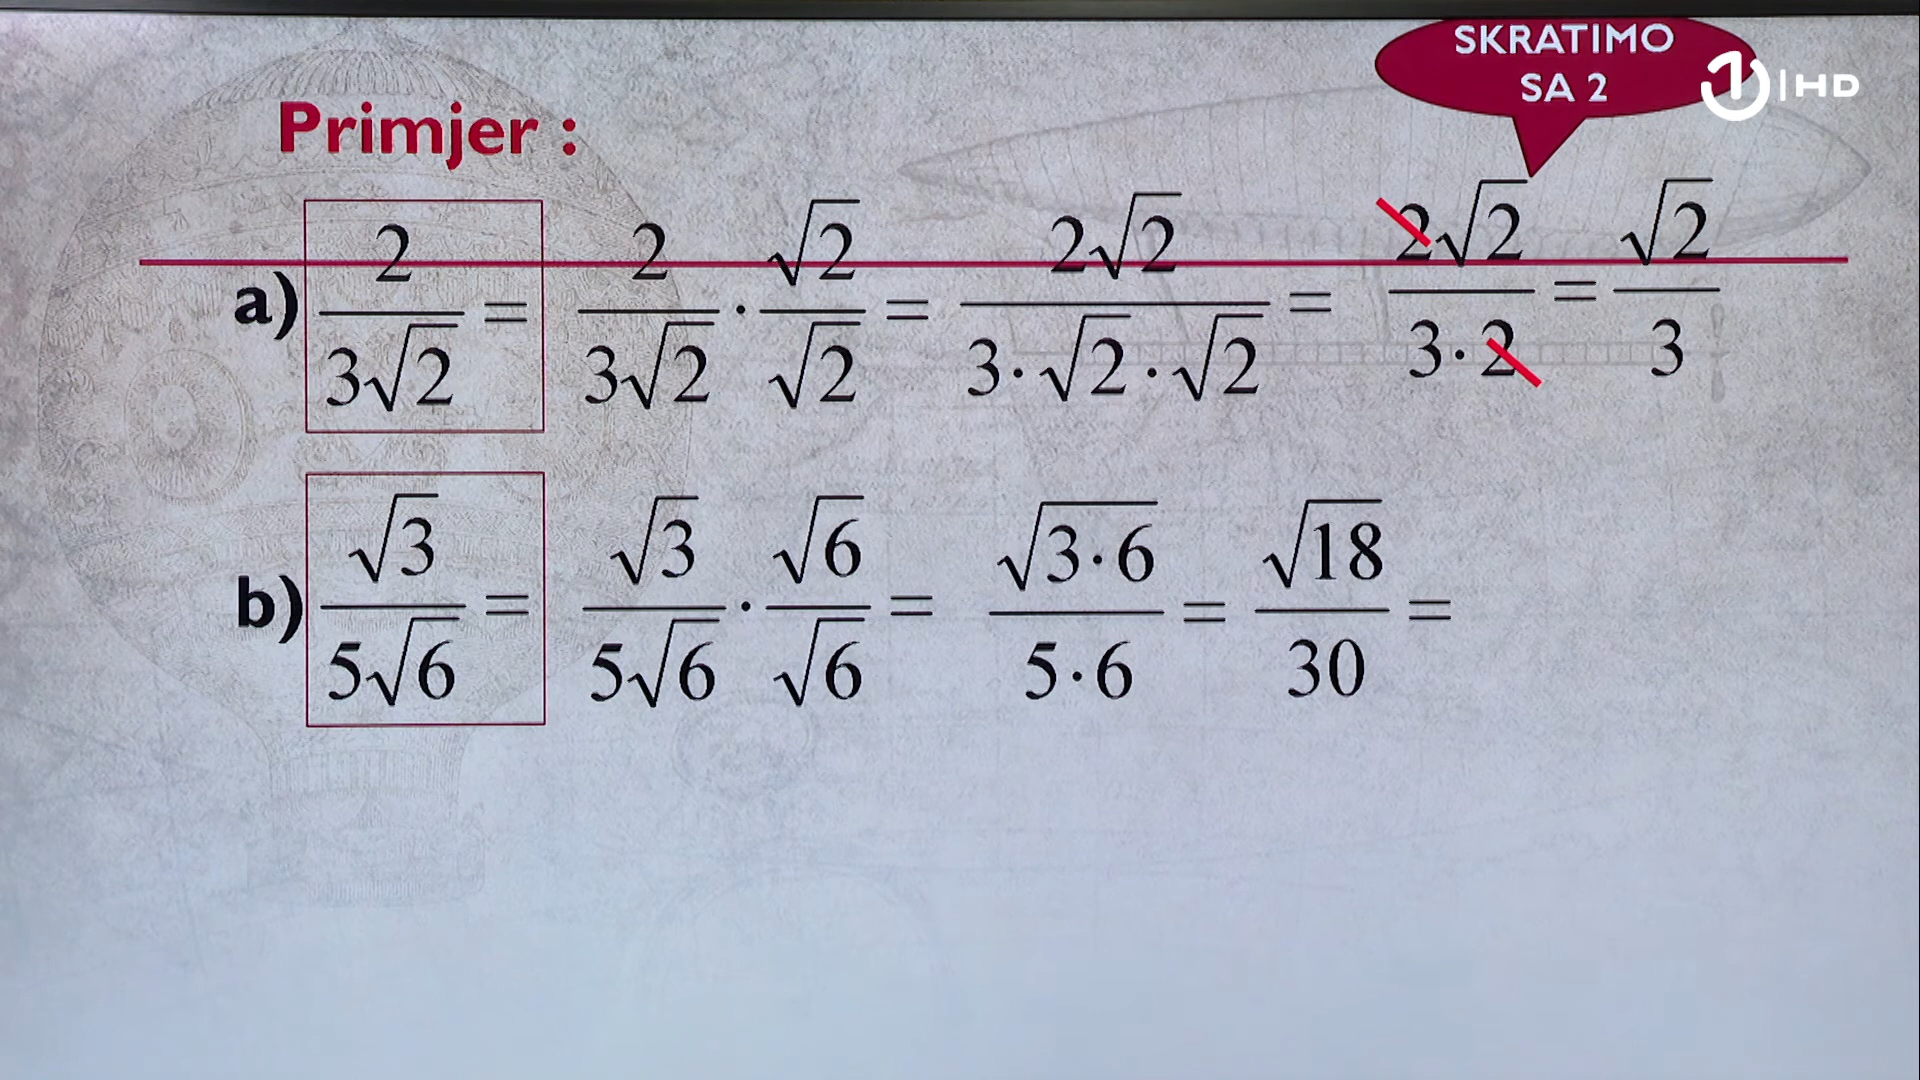 SKRATIMO
SA 2
1 | HD
Primjer :
a) 2/(3√2) = 2/(3√2) · √2/√2 = 2√2/(3·√2·√2) = 2√2/(3·2) = √2/3
b) √3/(5√6) = √3/(5√6) · √6/√6 = √(3·6)/(5·6) = √18/30 =